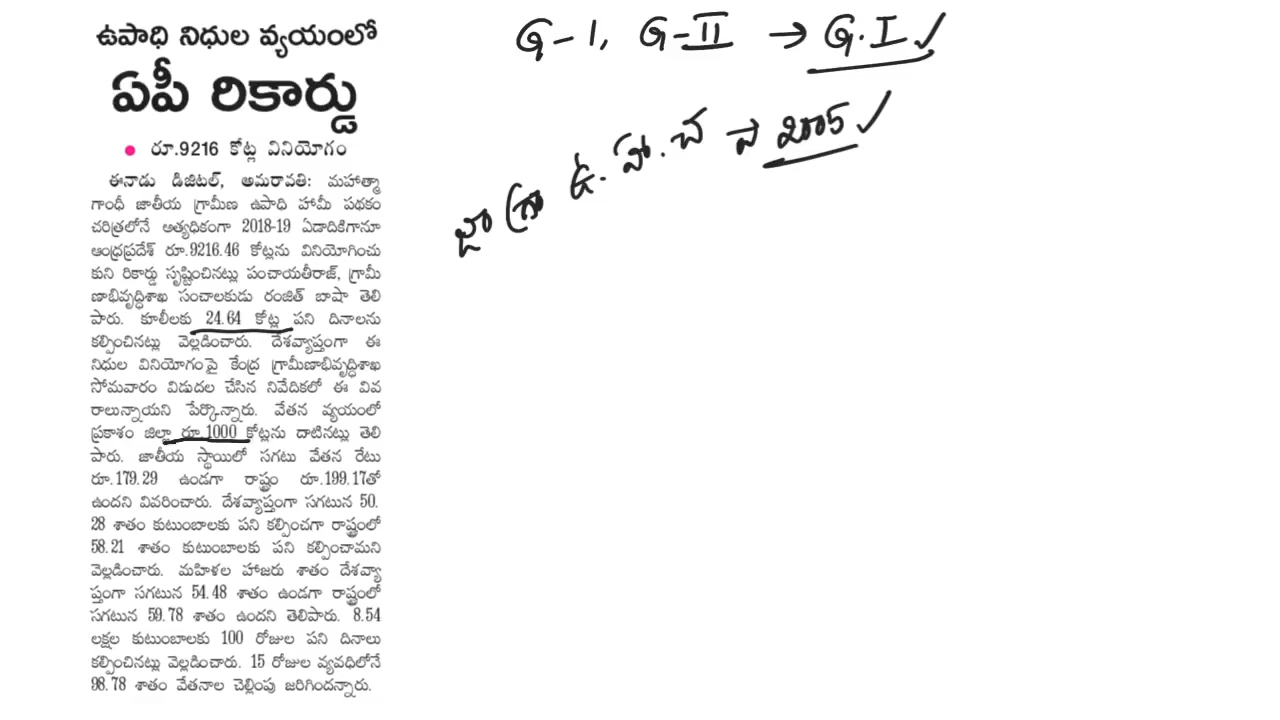 ఉపాధి నిధుల వ్యయంలో
ఏపీ రికార్డు
• రూ.9216 కోట్ల వినియోగం
ఈనాడు డిజిటల్, అమరావతి: మహాత్మా
గాంధీ జాతీయ గ్రామీణ ఉపాధి హామీ పథకం
చరిత్రలోనే అత్యధికంగా 2018-19 ఏడాదికిగానూ
ఆంధ్రప్రదేశ్ రూ.9216.46 కోట్లను వినియోగించు
కుని రికార్డు సృష్టించినట్లు పంచాయతీరాజ్, గ్రామీ
ణాభివృద్ధిశాఖ సంచాలకుడు రంజిత్ బాషా తెలి
పారు. కూలీలకు 24.64 కోట్ల పని దినాలను
కల్పించినట్లు వెల్లడించారు. దేశవ్యాప్తంగా ఈ
నిధుల వినియోగంపై కేంద్ర గ్రామీణాభివృద్ధిశాఖ
సోమవారం విడుదల చేసిన నివేదికలో ఈ వివ
రాలున్నాయని పేర్కొన్నారు. వేతన వ్యయంలో
ప్రకాశం జిల్లా రూ.1000 కోట్లను దాటినట్లు తెలి
పారు. జాతీయ స్థాయిలో సగటు వేతన రేటు
రూ.179.29 ఉండగా రాష్ట్రం రూ.199.17తో
ఉందని వివరించారు. దేశవ్యాప్తంగా సగటున 50.
28 శాతం కుటుంబాలకు పని కల్పించగా రాష్ట్రంలో
58.21 శాతం కుటుంబాలకు పని కల్పించామని
వెల్లడించారు. మహిళల హాజరు శాతం దేశవ్యా
ప్తంగా సగటున 54.48 శాతం ఉండగా రాష్ట్రంలో
సగటున 59.78 శాతం ఉందని తెలిపారు. 8.54
లక్షల కుటుంబాలకు 100 రోజుల పని దినాలు
కల్పించినట్లు వెల్లడించారు. 15 రోజుల వ్యవధిలోనే
98.78 శాతం వేతనాల చెల్లింపు జరిగిందన్నారు.
G-1, G-II → G.I ✓
జా గ్రా ఉ. హా. చ → 2005 ✓